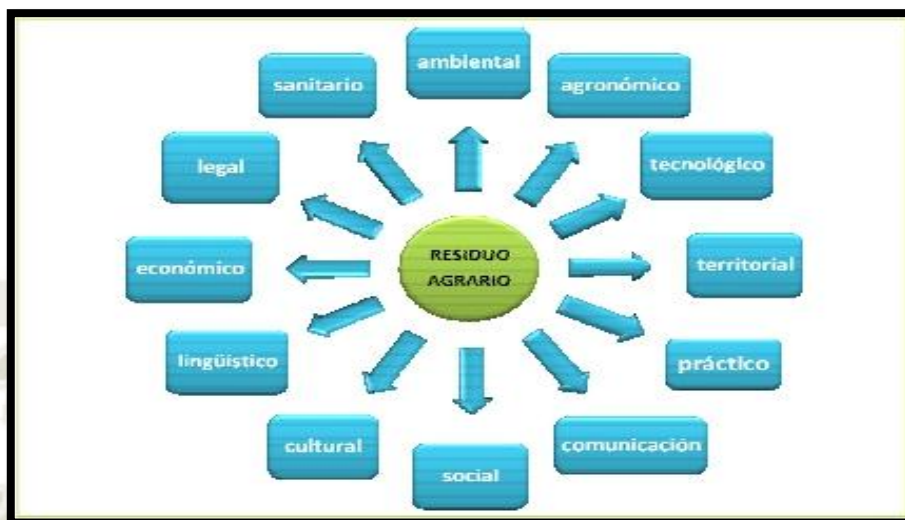 ambiental
agronómico
tecnológico
territorial
práctico
comunicación
social
cultural
lingüístico
económico
legal
sanitario
RESIDUO
AGRARIO